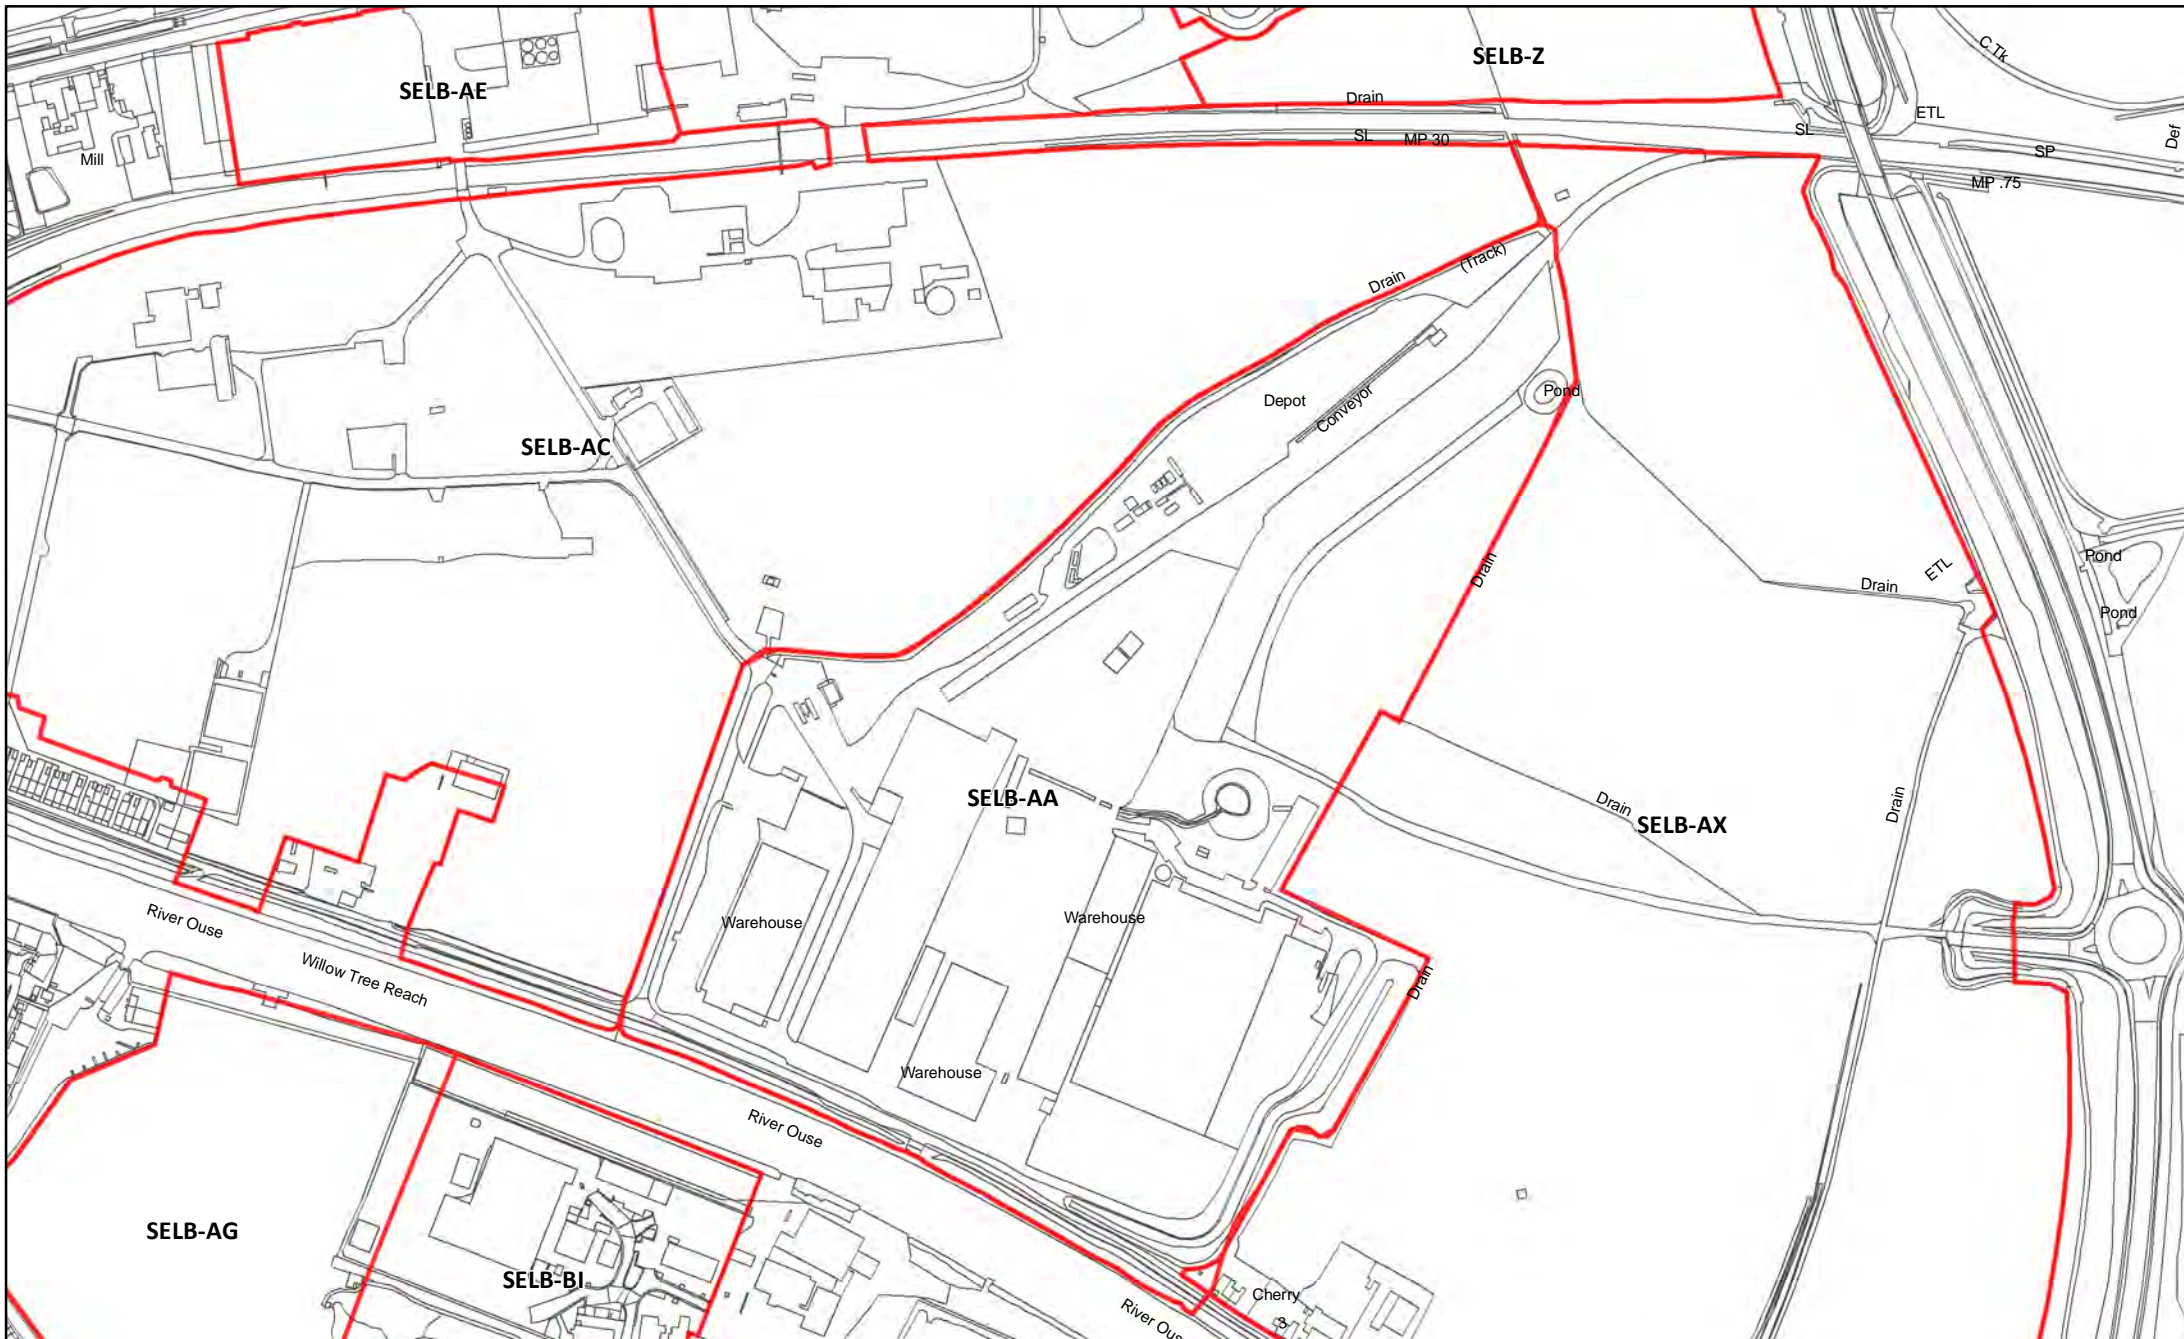 SELB-Z
C Tk
SELB-AE
Drain
ETL
SL
SL
MP 30
Def
Mill
SP
MP .75
(Track)
Drain
Pond
Depot
Conveyor
SELB-AC
Pond
Drain
ETL
Drain
Pond
SELB-AA
Drain
Drain
SELB-AX
Warehouse
Warehouse
River Ouse
Willow Tree Reach
Drain
Warehouse
River Ouse
SELB-AG
SELB-BI
Cherry
River Ous
3